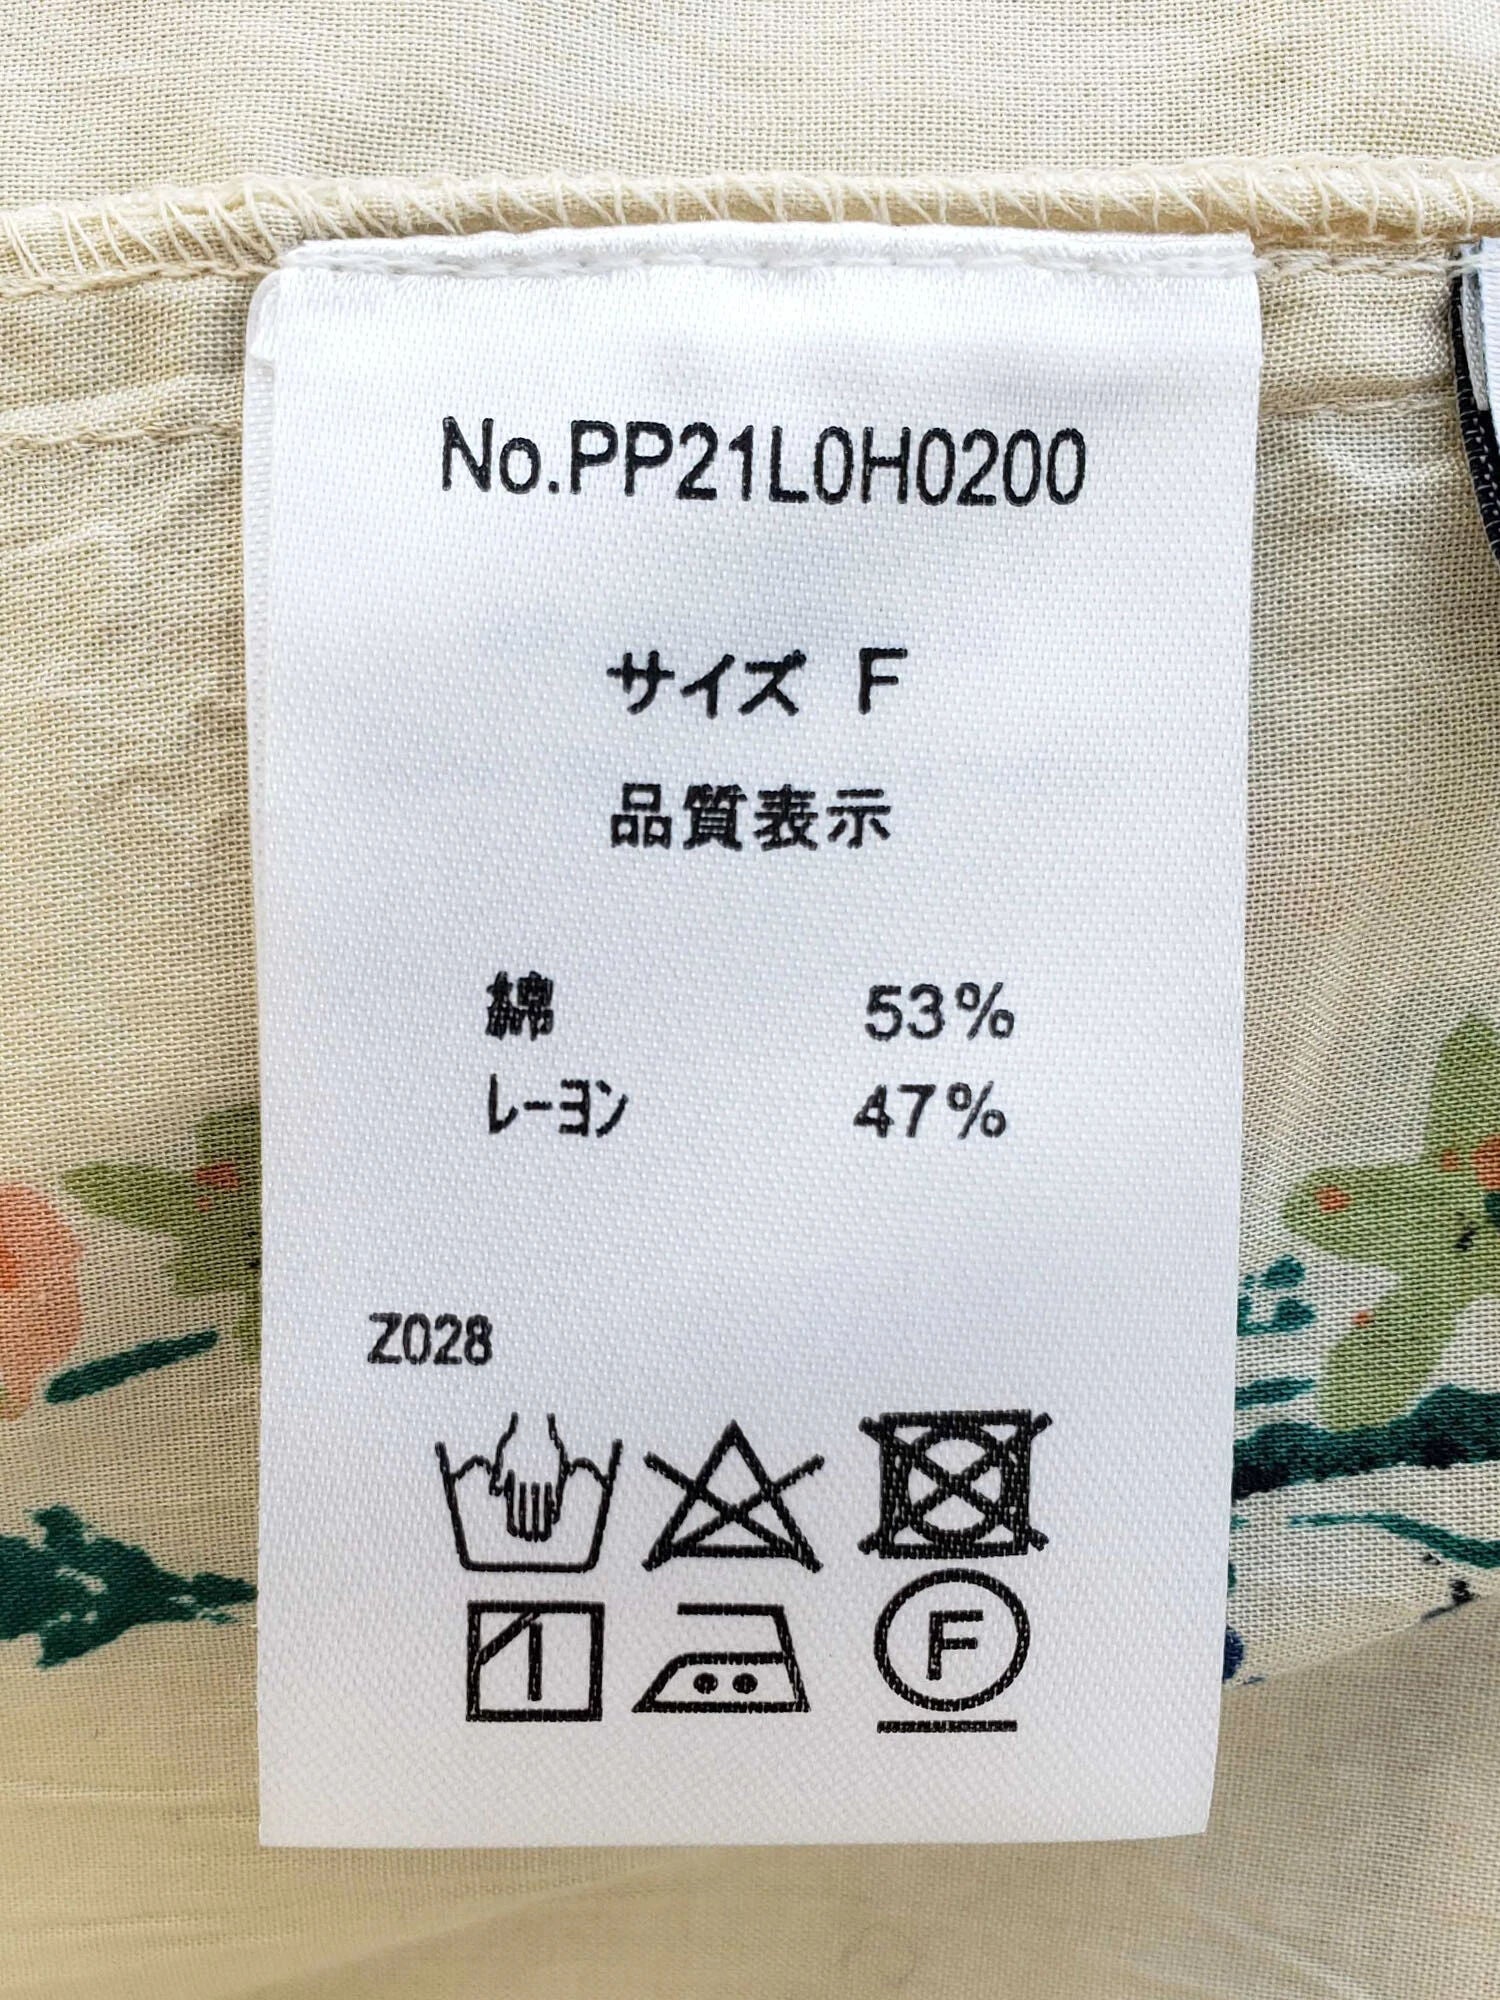 No.PP21L0H0200
サイズ F
品質表示
綿 53%
レーヨン 47%
Z028
F